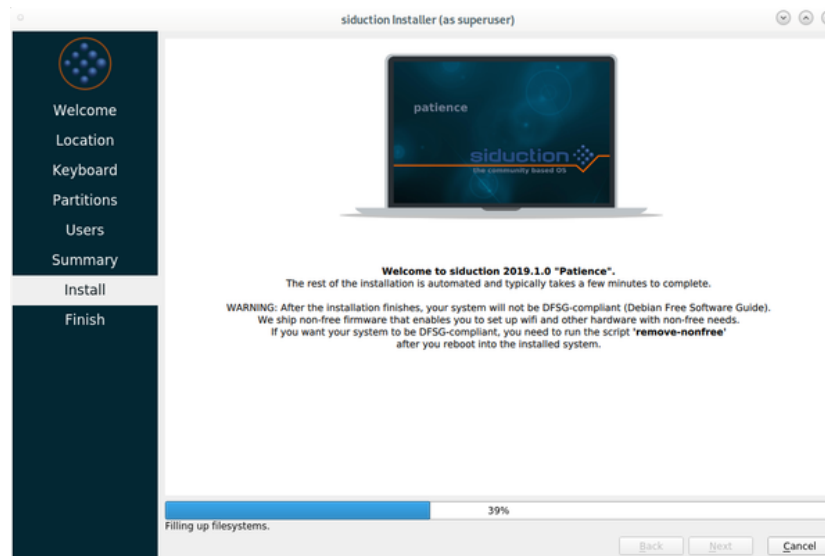 siduction Installer (as superuser)
Welcome
Location
Keyboard
Partitions
Users
Summary
Install
Finish
patience
siduction
the community based OS
Welcome to siduction 2019.1.0 "Patience".
The rest of the installation is automated and typically takes a few minutes to complete.
WARNING: After the installation finishes, your system will not be DFSG-compliant (Debian Free Software Guide).
We ship non-free firmware that enables you to set up wifi and other hardware with non-free needs.
If you want your system to be DFSG-compliant, you need to run the script 'remove-nonfree'
after you reboot into the installed system.
39%
Filling up filesystems.
Back
Next
Cancel